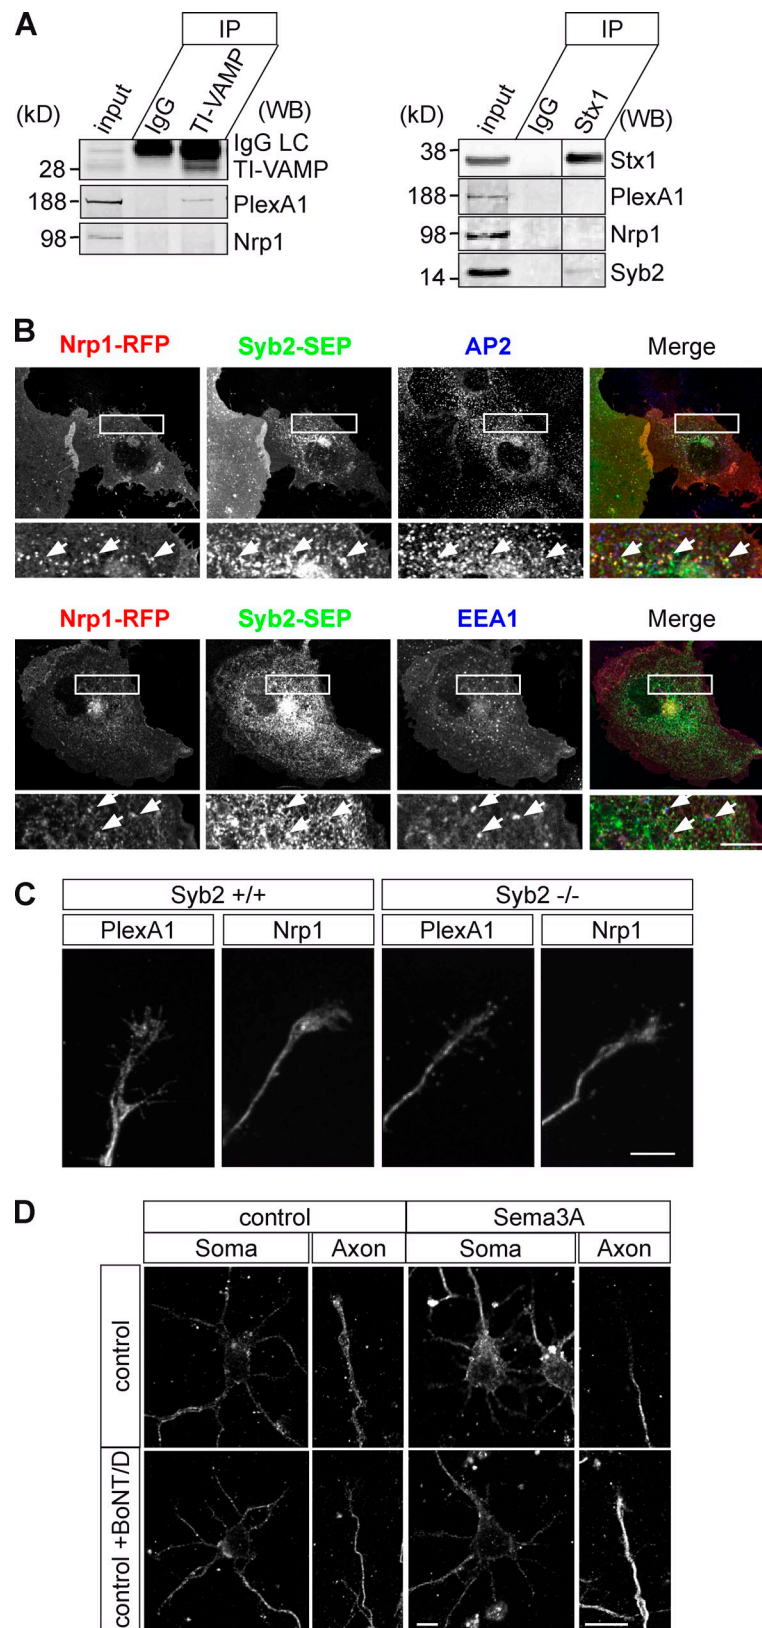 A
IP
IP
(kD) input IgG TI-VAMP (WB)
IgG LC
28 TI-VAMP
188 PlexA1
98 Nrp1
(kD) input IgG Stx1 (WB)
38 Stx1
188 PlexA1
98 Nrp1
14 Syb2
B
Nrp1-RFP Syb2-SEP AP2 Merge
Nrp1-RFP Syb2-SEP EEA1 Merge
C
Syb2 +/+ Syb2 -/-
PlexA1 Nrp1 PlexA1 Nrp1
D
control Sema3A
Soma Axon Soma Axon
control
control +BoNT/D